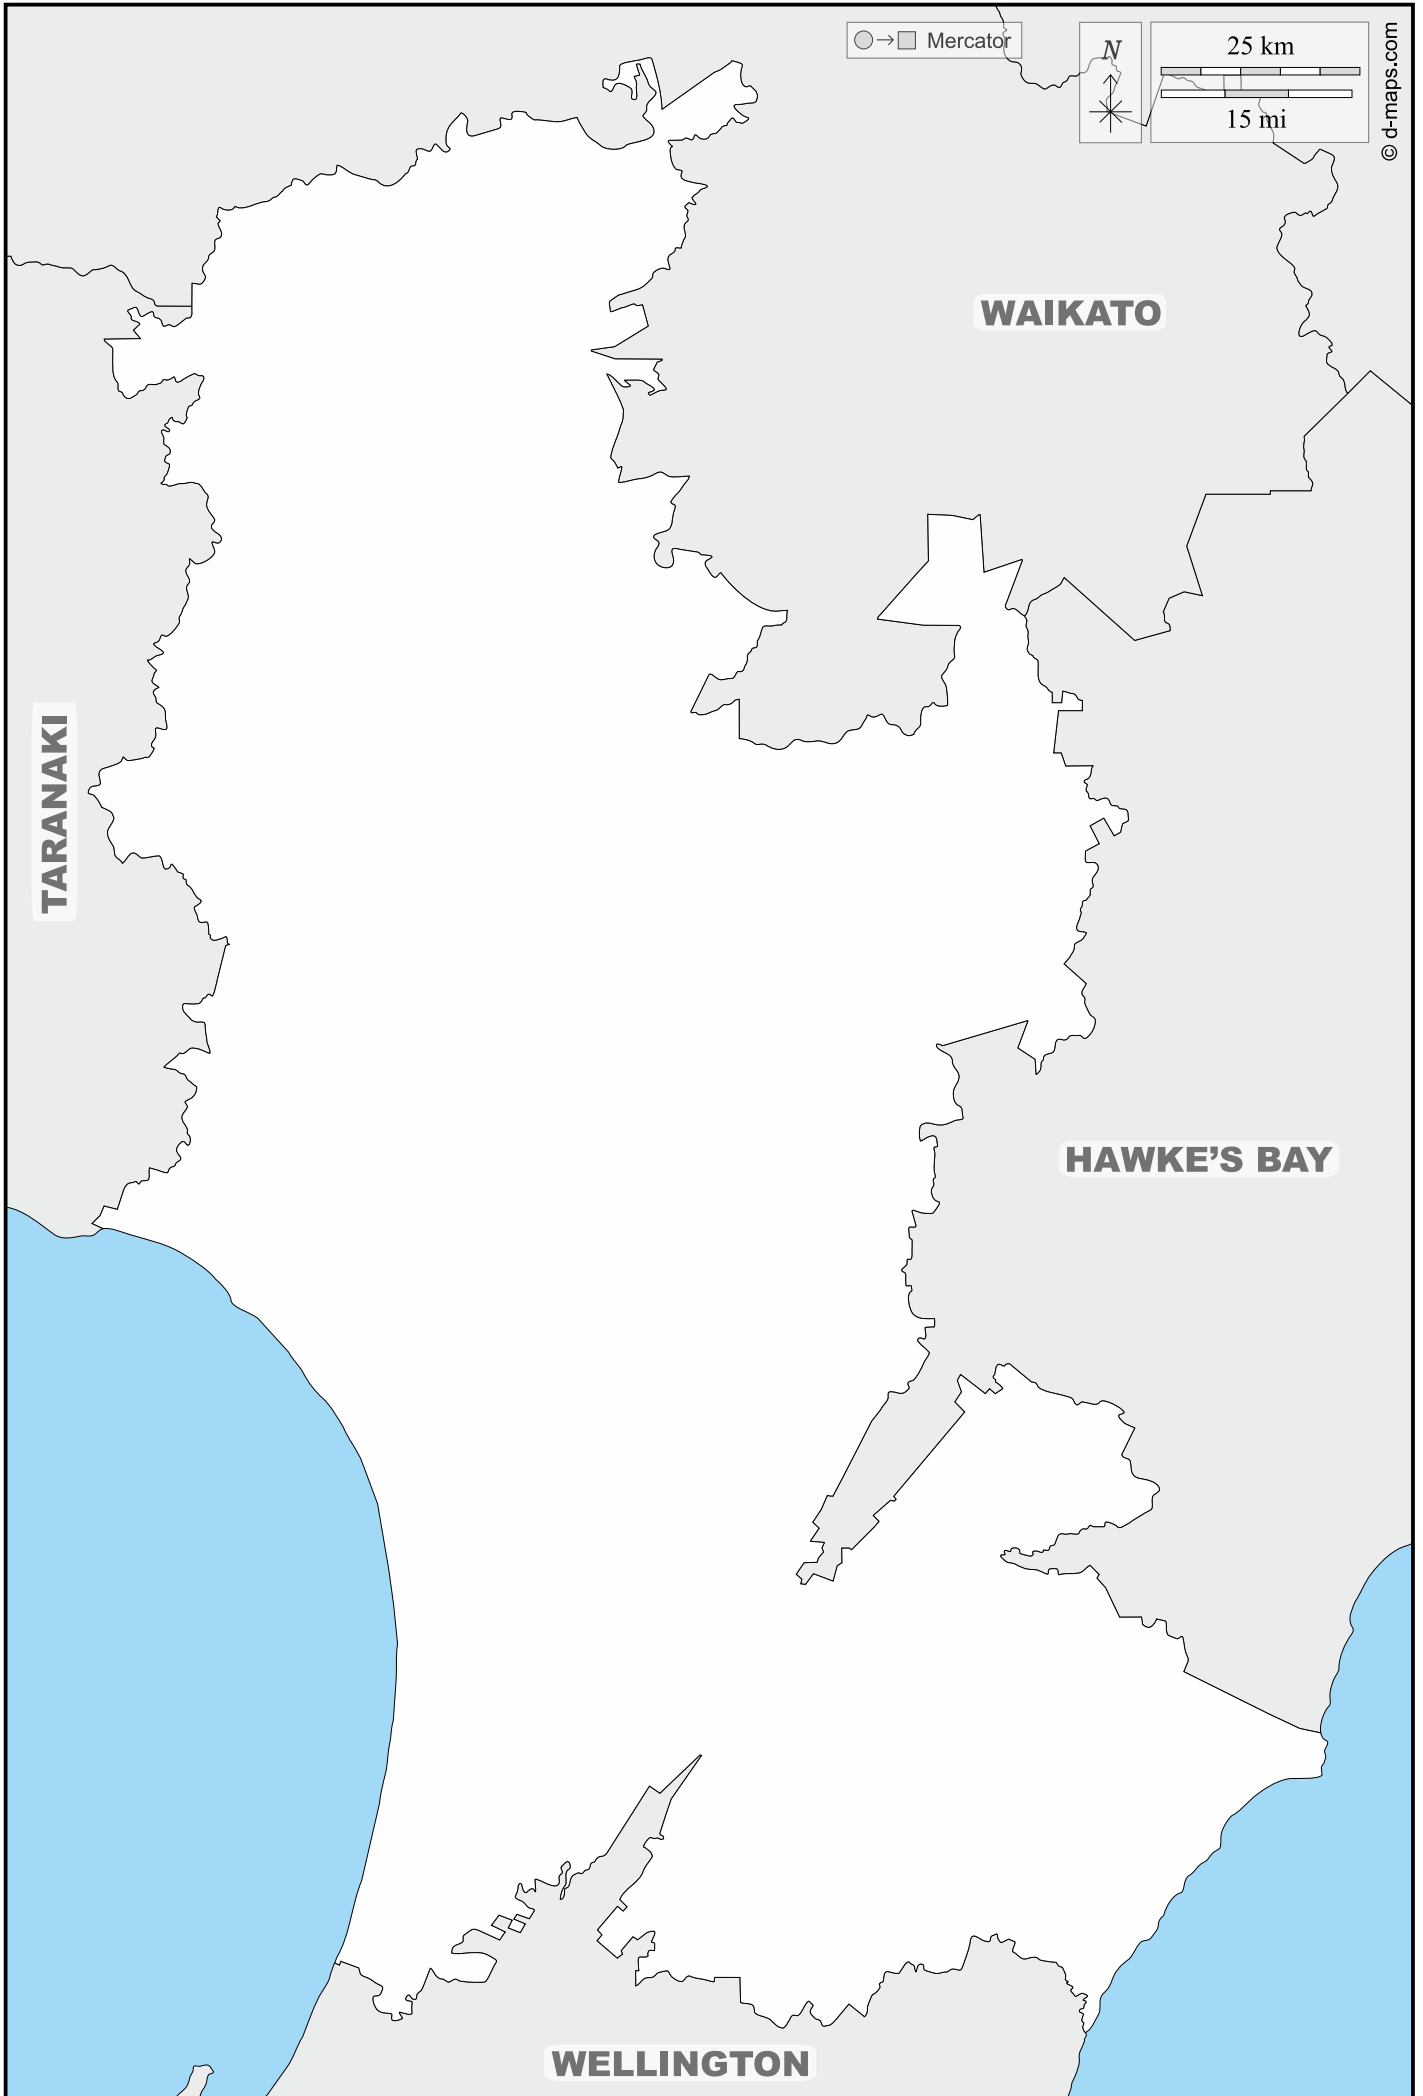 Mercator
N
25 km
15 mi
© d-maps.com
WAIKATO
TARANAKI
HAWKE’S BAY
WELLINGTON